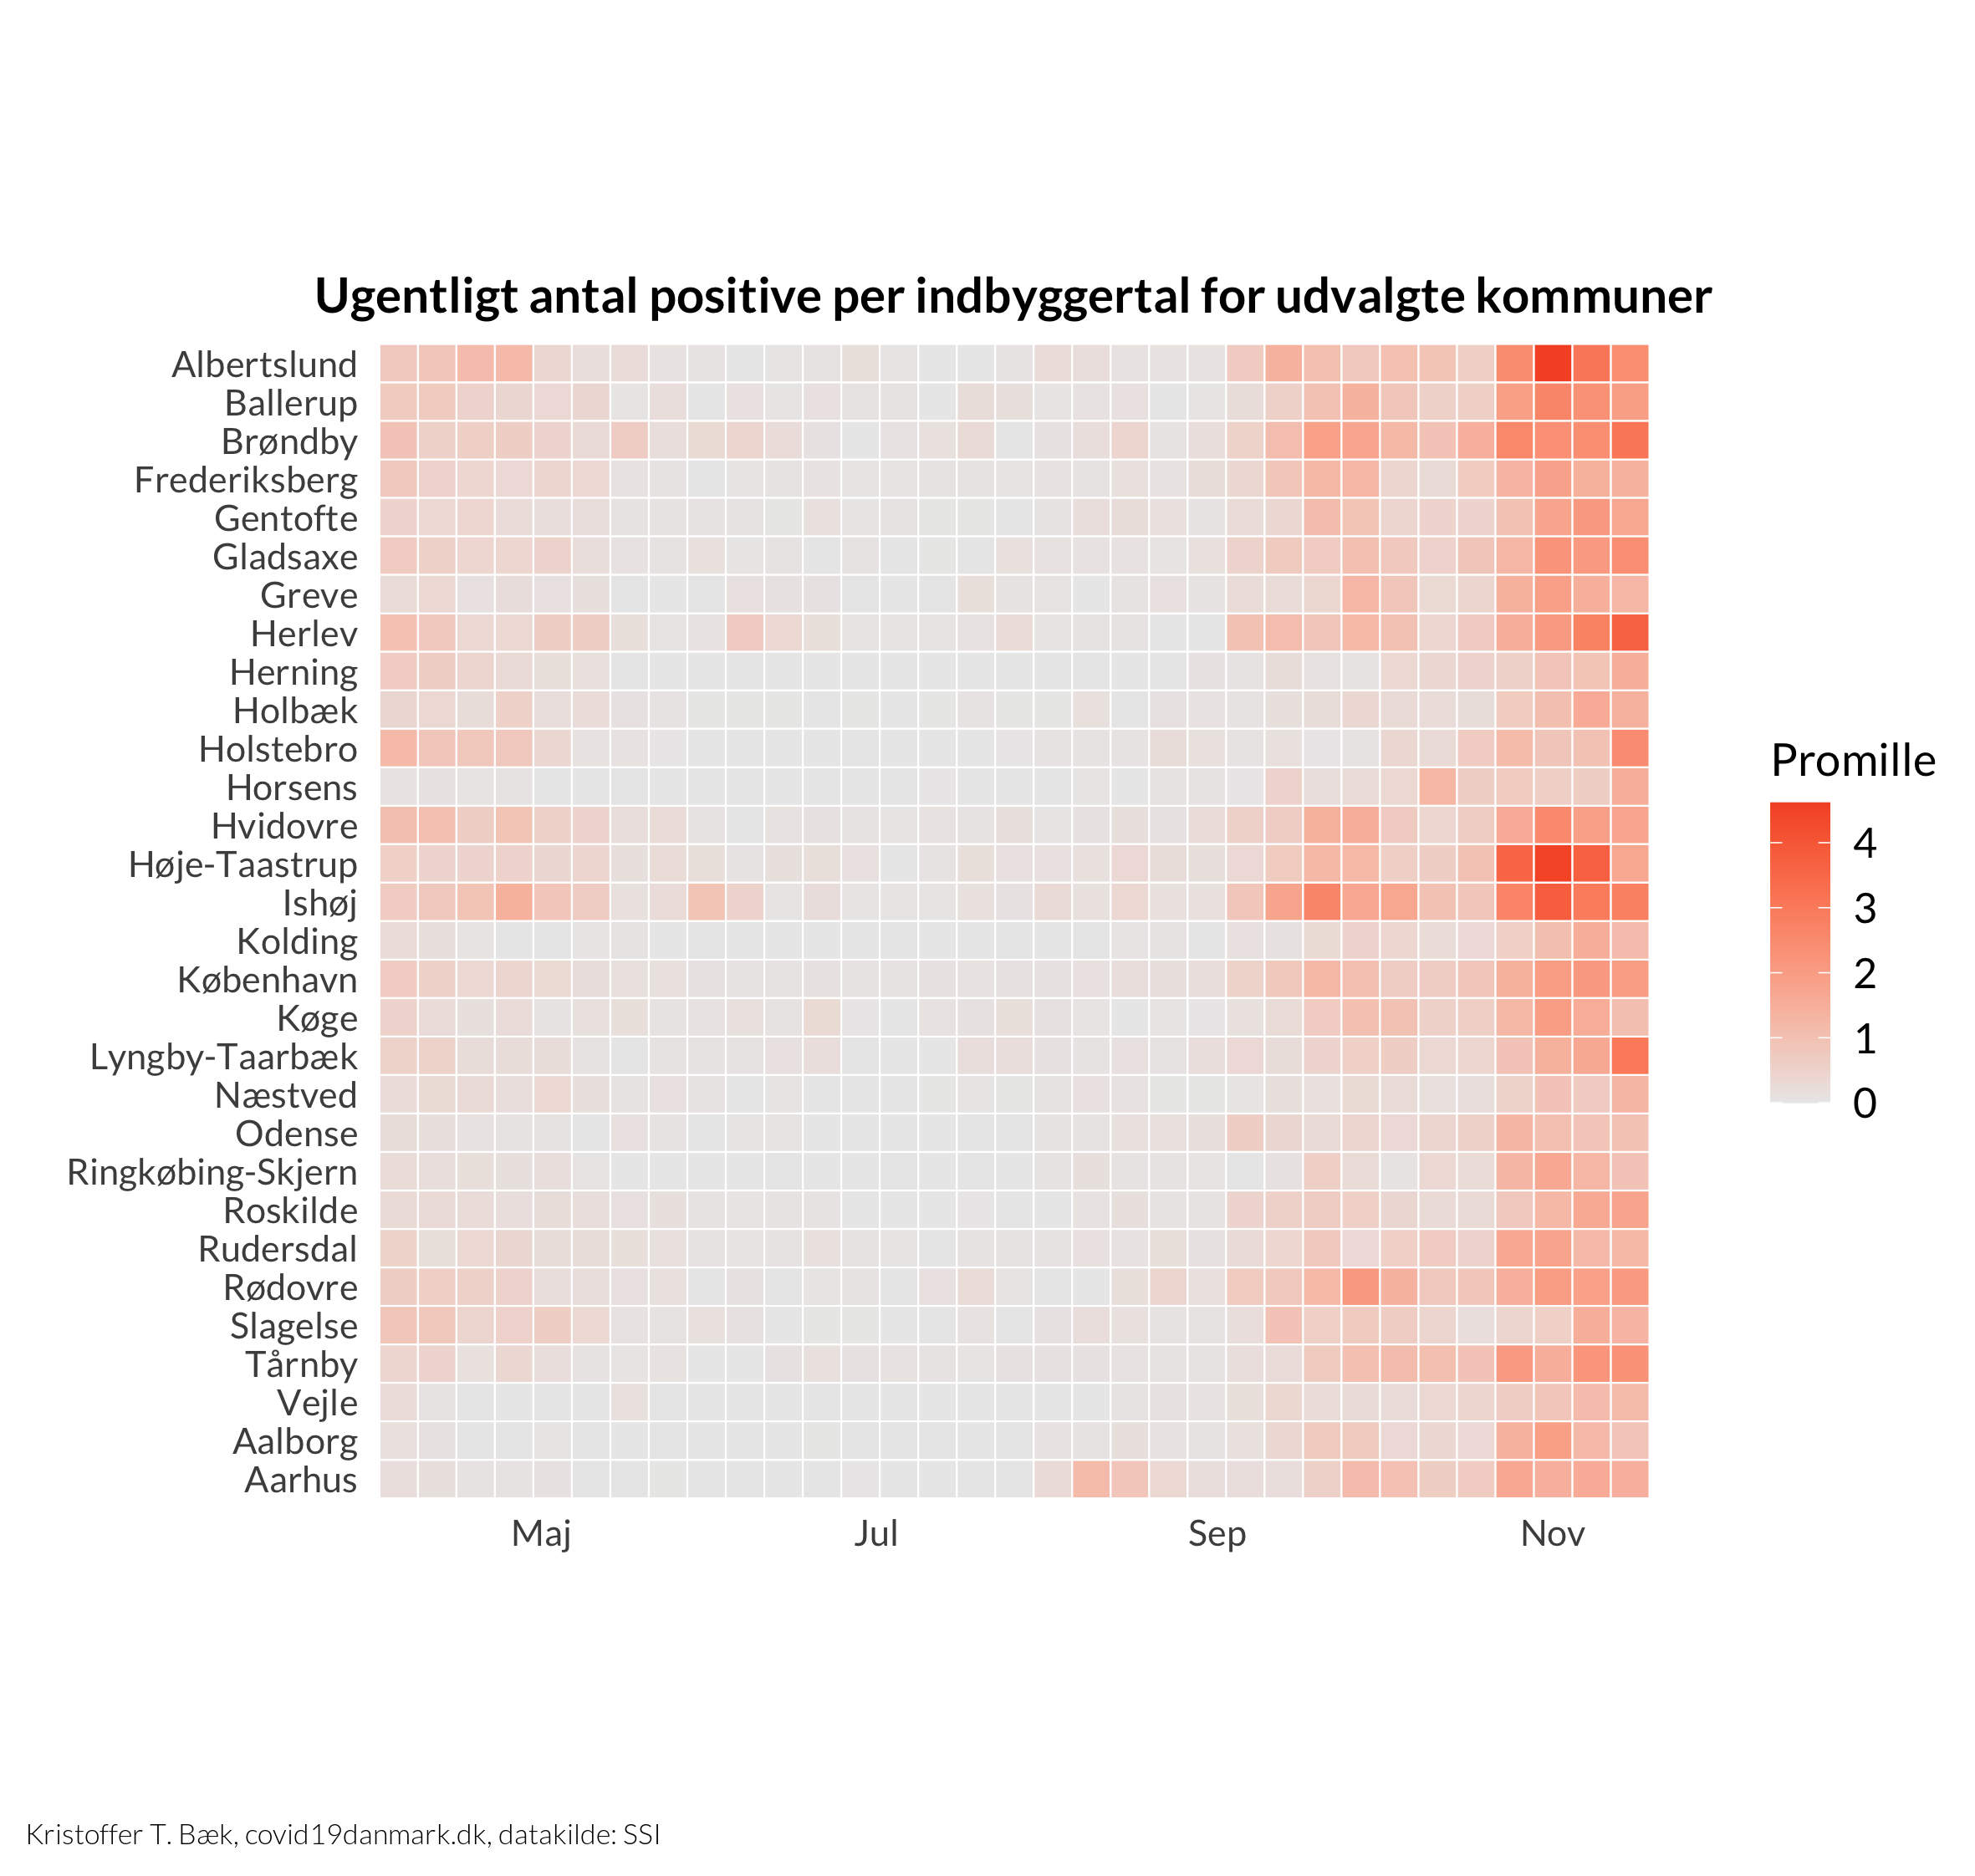 Ugentligt antal positive per indbyggertal for udvalgte kommuner
Albertslund
Ballerup
Brøndby
Frederiksberg
Gentofte
Gladsaxe
Greve
Herlev
Herning
Holbæk
Holstebro
Horsens
Hvidovre
Høje-Taastrup
Ishøj
Kolding
København
Køge
Lyngby-Taarbæk
Næstved
Odense
Ringkøbing-Skjern
Roskilde
Rudersdal
Rødovre
Slagelse
Tårnby
Vejle
Aalborg
Aarhus
Maj Jul Sep Nov
Promille
4
3
2
1
0
Kristoffer T. Bæk, covid19danmark.dk, datakilde: SSI